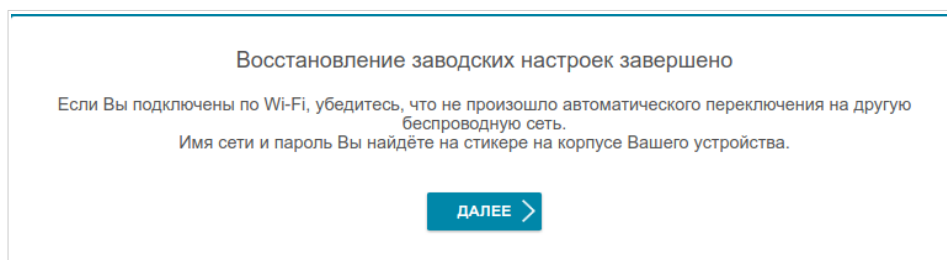 Восстановление заводских настроек завершено
Если Вы подключены по Wi-Fi, убедитесь, что не произошло автоматического переключения на другую
беспроводную сеть.
Имя сети и пароль Вы найдёте на стикере на корпусе Вашего устройства.
ДАЛЕЕ